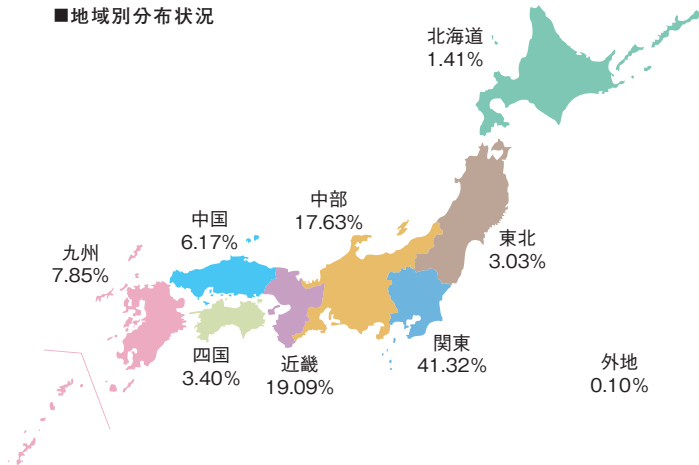 ■地域別分布状況
北海道
1.41%
中部
17.63%
中国
6.17%
東北
3.03%
九州
7.85%
関東
41.32%
四国
3.40%
近畿
19.09%
外地
0.10%